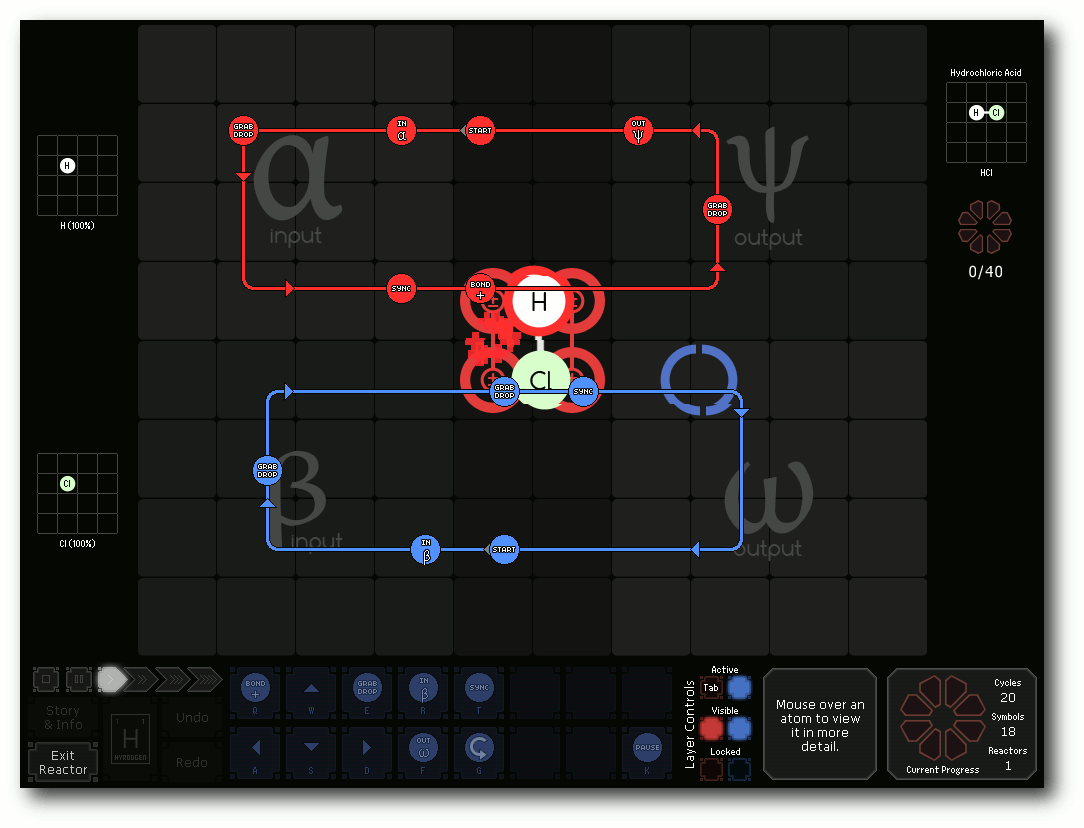 Hydrochloric Acid
H
Cl
HCl
0/40
H
H (100%)
Cl
Cl (100%)
GRAB
DROP
IN
α
START
OUT
ψ
α
input
ψ
output
GRAB
DROP
SYNC
BOND
+
H
Cl
GRAB
DROP
SYNC
GRAB
DROP
β
input
IN
β
START
ω
output
Story
& Info
Exit
Reactor
1 1
H
HYDROGEN
Undo
Redo
BOND
+
Q
W
GRAB
DROP
E
IN
β
R
SYNC
T
A
S
D
OUT
ω
F
G
PAUSE
K
Layer Controls
Active
Tab
Visible
Locked
Mouse over an
atom to view
it in more
detail.
Cycles
20
Symbols
18
Reactors
1
Current Progress